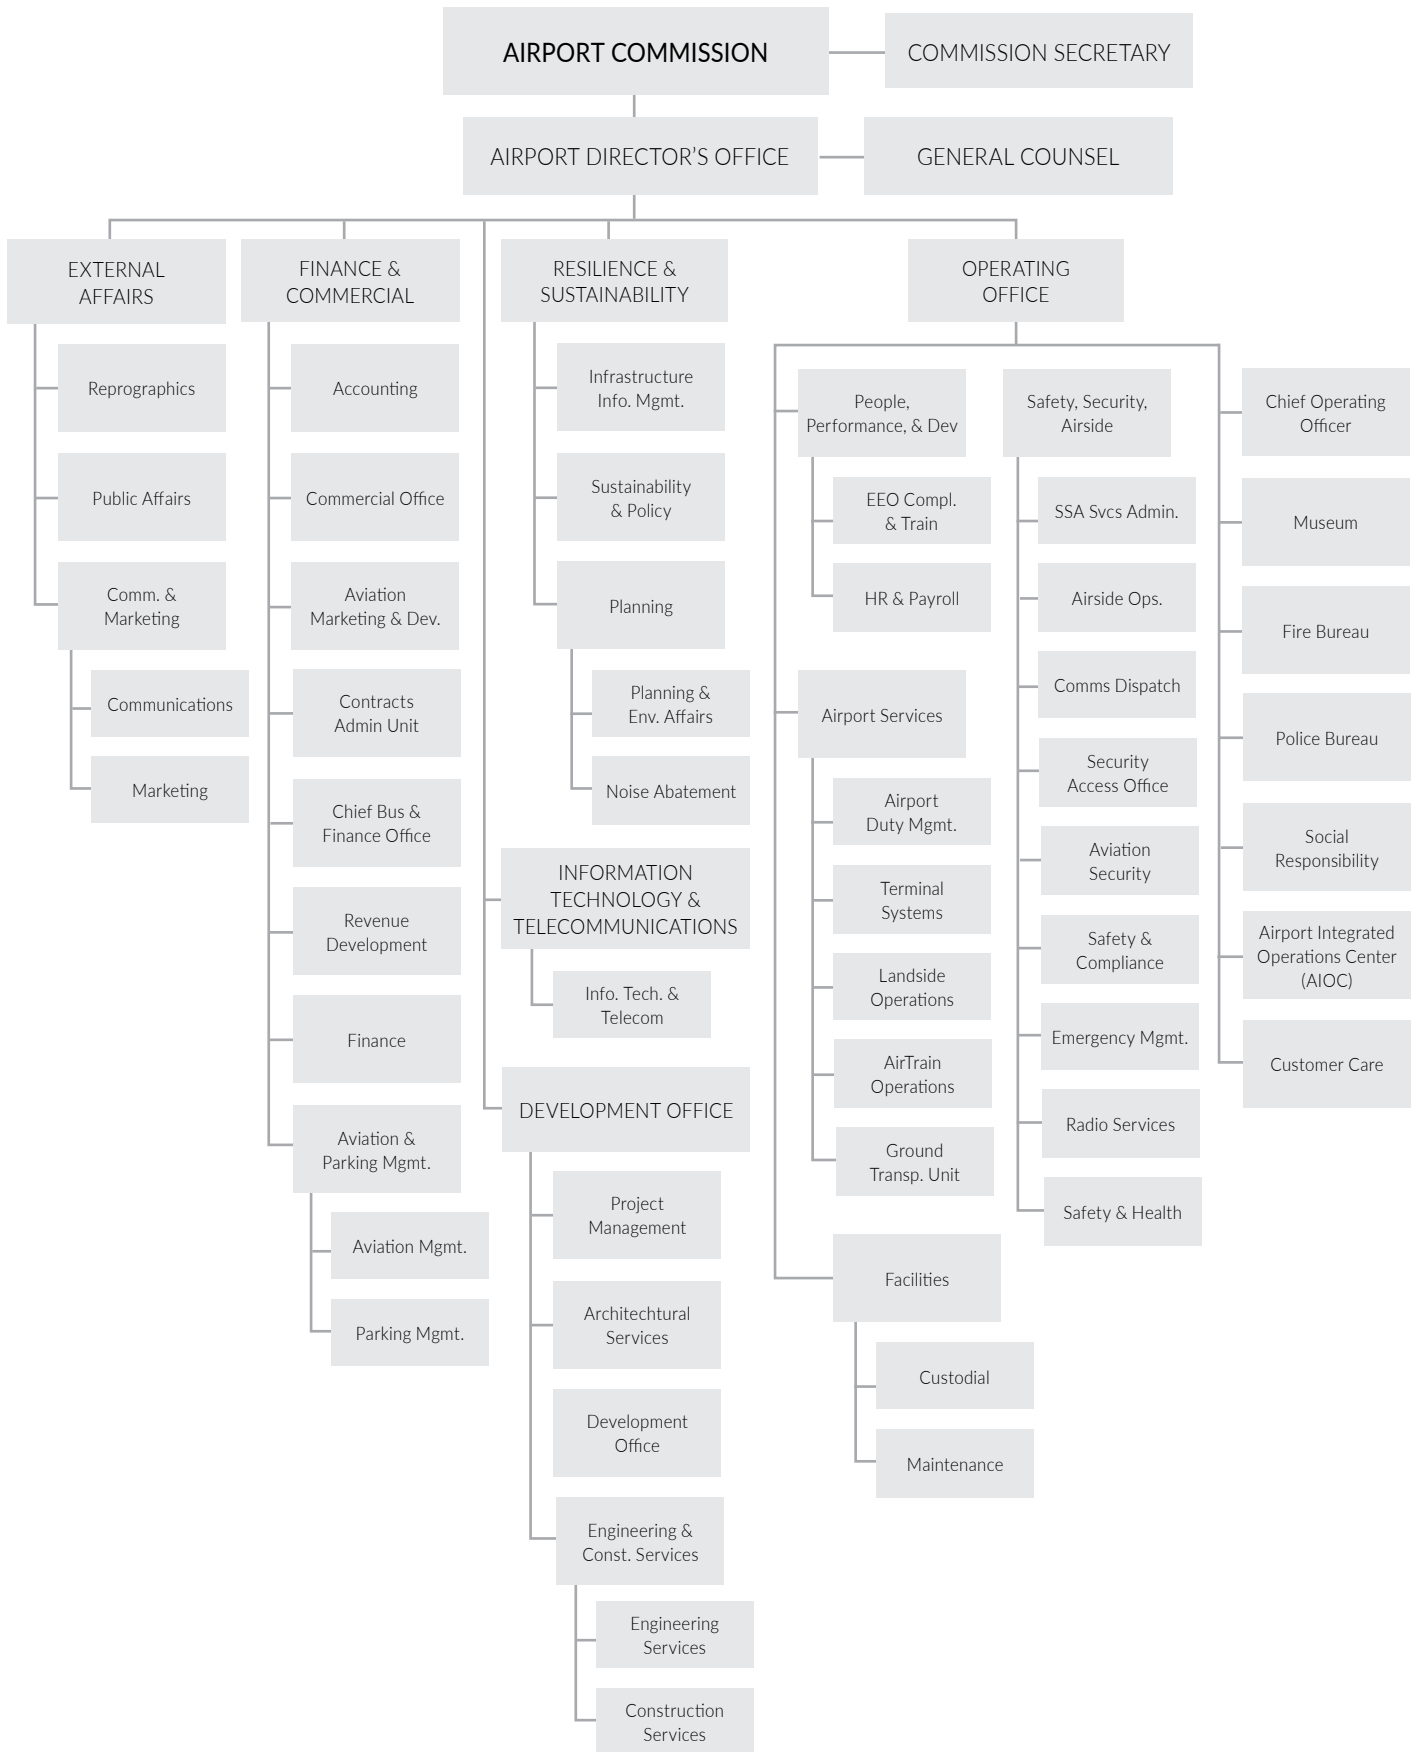 AIRPORT COMMISSION
COMMISSION SECRETARY
AIRPORT DIRECTOR’S OFFICE
GENERAL COUNSEL
EXTERNAL
AFFAIRS
Reprographics
Public Affairs
Comm. &
Marketing
Communications
Marketing
FINANCE &
COMMERCIAL
Accounting
Commercial Office
Aviation
Marketing & Dev.
Contracts
Admin Unit
Chief Bus &
Finance Office
Revenue
Development
Finance
Aviation &
Parking Mgmt.
Aviation Mgmt.
Parking Mgmt.
RESILIENCE &
SUSTAINABILITY
Infrastructure
Info. Mgmt.
Sustainability
& Policy
Planning
Planning &
Env. Affairs
Noise Abatement
INFORMATION
TECHNOLOGY &
TELECOMMUNICATIONS
Info. Tech. &
Telecom
DEVELOPMENT OFFICE
Project
Management
Architechtural
Services
Development
Office
Engineering &
Const. Services
Engineering
Services
Construction
Services
OPERATING
OFFICE
People,
Performance, & Dev
EEO Compl.
& Train
HR & Payroll
Airport Services
Airport
Duty Mgmt.
Terminal
Systems
Landside
Operations
AirTrain
Operations
Ground
Transp. Unit
Facilities
Custodial
Maintenance
Safety, Security,
Airside
SSA Svcs Admin.
Airside Ops.
Comms Dispatch
Security
Access Office
Aviation
Security
Safety &
Compliance
Emergency Mgmt.
Radio Services
Safety & Health
Chief Operating
Officer
Museum
Fire Bureau
Police Bureau
Social
Responsibility
Airport Integrated
Operations Center
(AIOC)
Customer Care